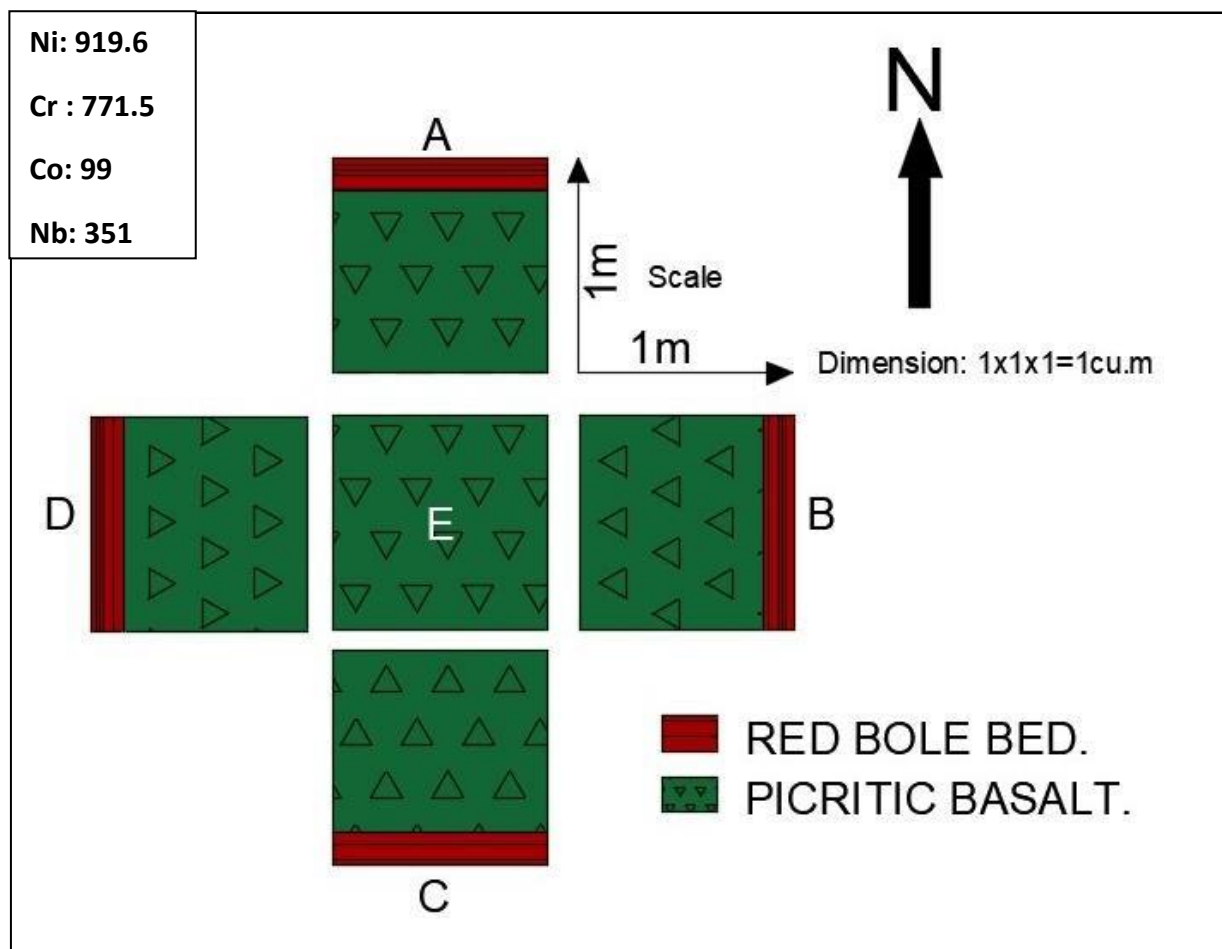 Ni: 919.6
Cr : 771.5
Co: 99
Nb: 351
N
A
1m
Scale
1m
Dimension: 1x1x1=1cu.m
D
E
B
C
RED BOLE BED.
PICRITIC BASALT.